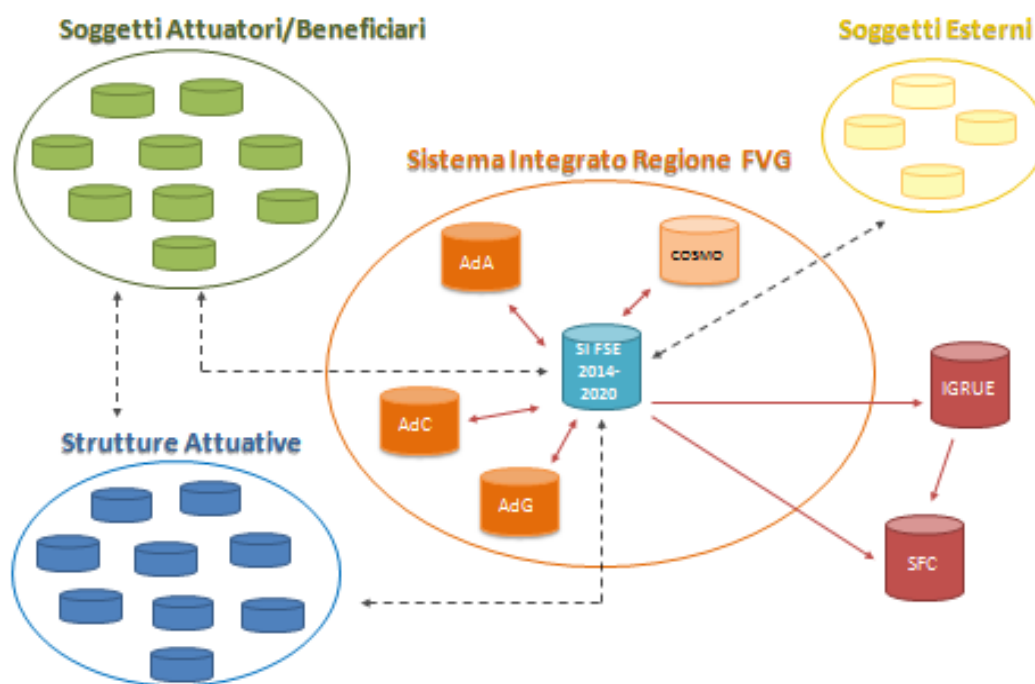 Soggetti Attuatori/Beneficiari
Soggetti Esterni
Sistema Integrato Regione FVG
AdA
COSMO
SI FSE
2014-
2020
IGRUE
AdC
Strutture Attuative
AdG
SFC